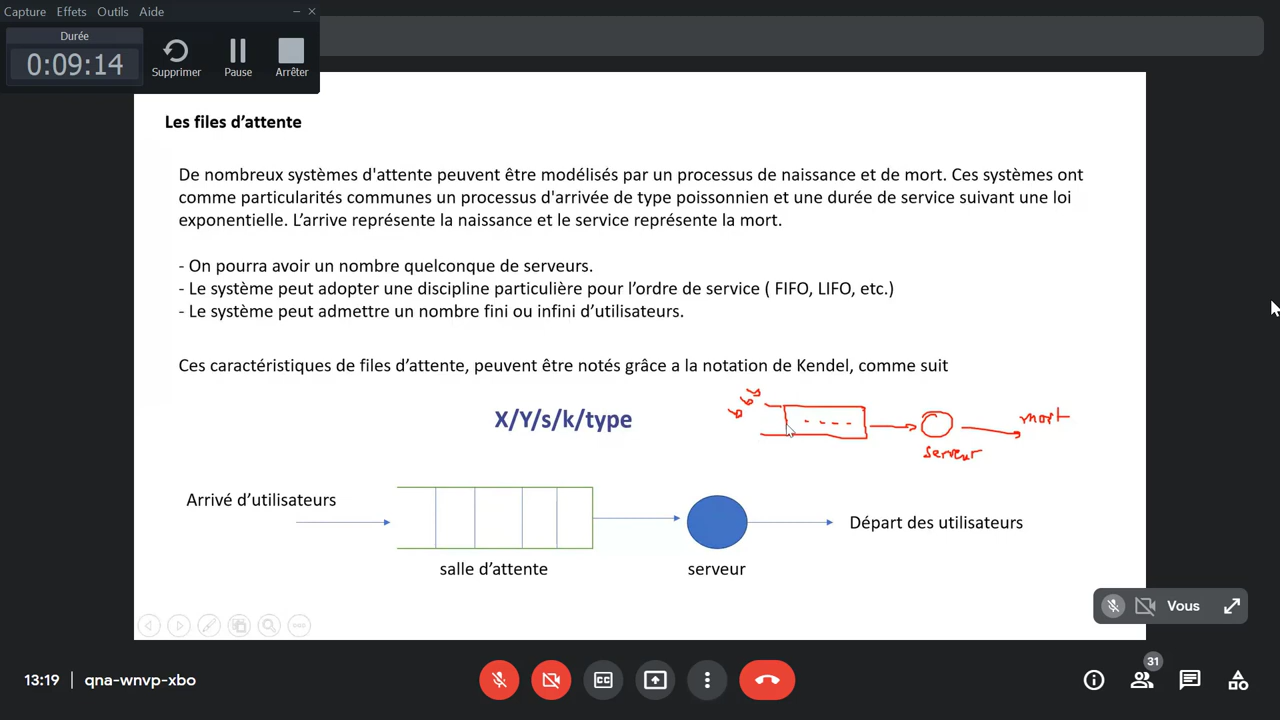 Capture Effets Outils Aide
Durée
0:09:14
Supprimer Pause Arrêter
Les files d'attente
De nombreux systèmes d'attente peuvent être modélisés par un processus de naissance et de mort. Ces systèmes ont
comme particularités communes un processus d'arrivée de type poissonnien et une durée de service suivant une loi
exponentielle. L'arrive représente la naissance et le service représente la mort.
- On pourra avoir un nombre quelconque de serveurs.
- Le système peut adopter une discipline particulière pour l'ordre de service ( FIFO, LIFO, etc.)
- Le système peut admettre un nombre fini ou infini d'utilisateurs.
Ces caractéristiques de files d'attente, peuvent être notés grâce a la notation de Kendel, comme suit
X/Y/s/k/type
mort
serveur
Arrivé d'utilisateurs
Départ des utilisateurs
salle d'attente
serveur
Vous
13:19 | qna-wnvp-xbo
31